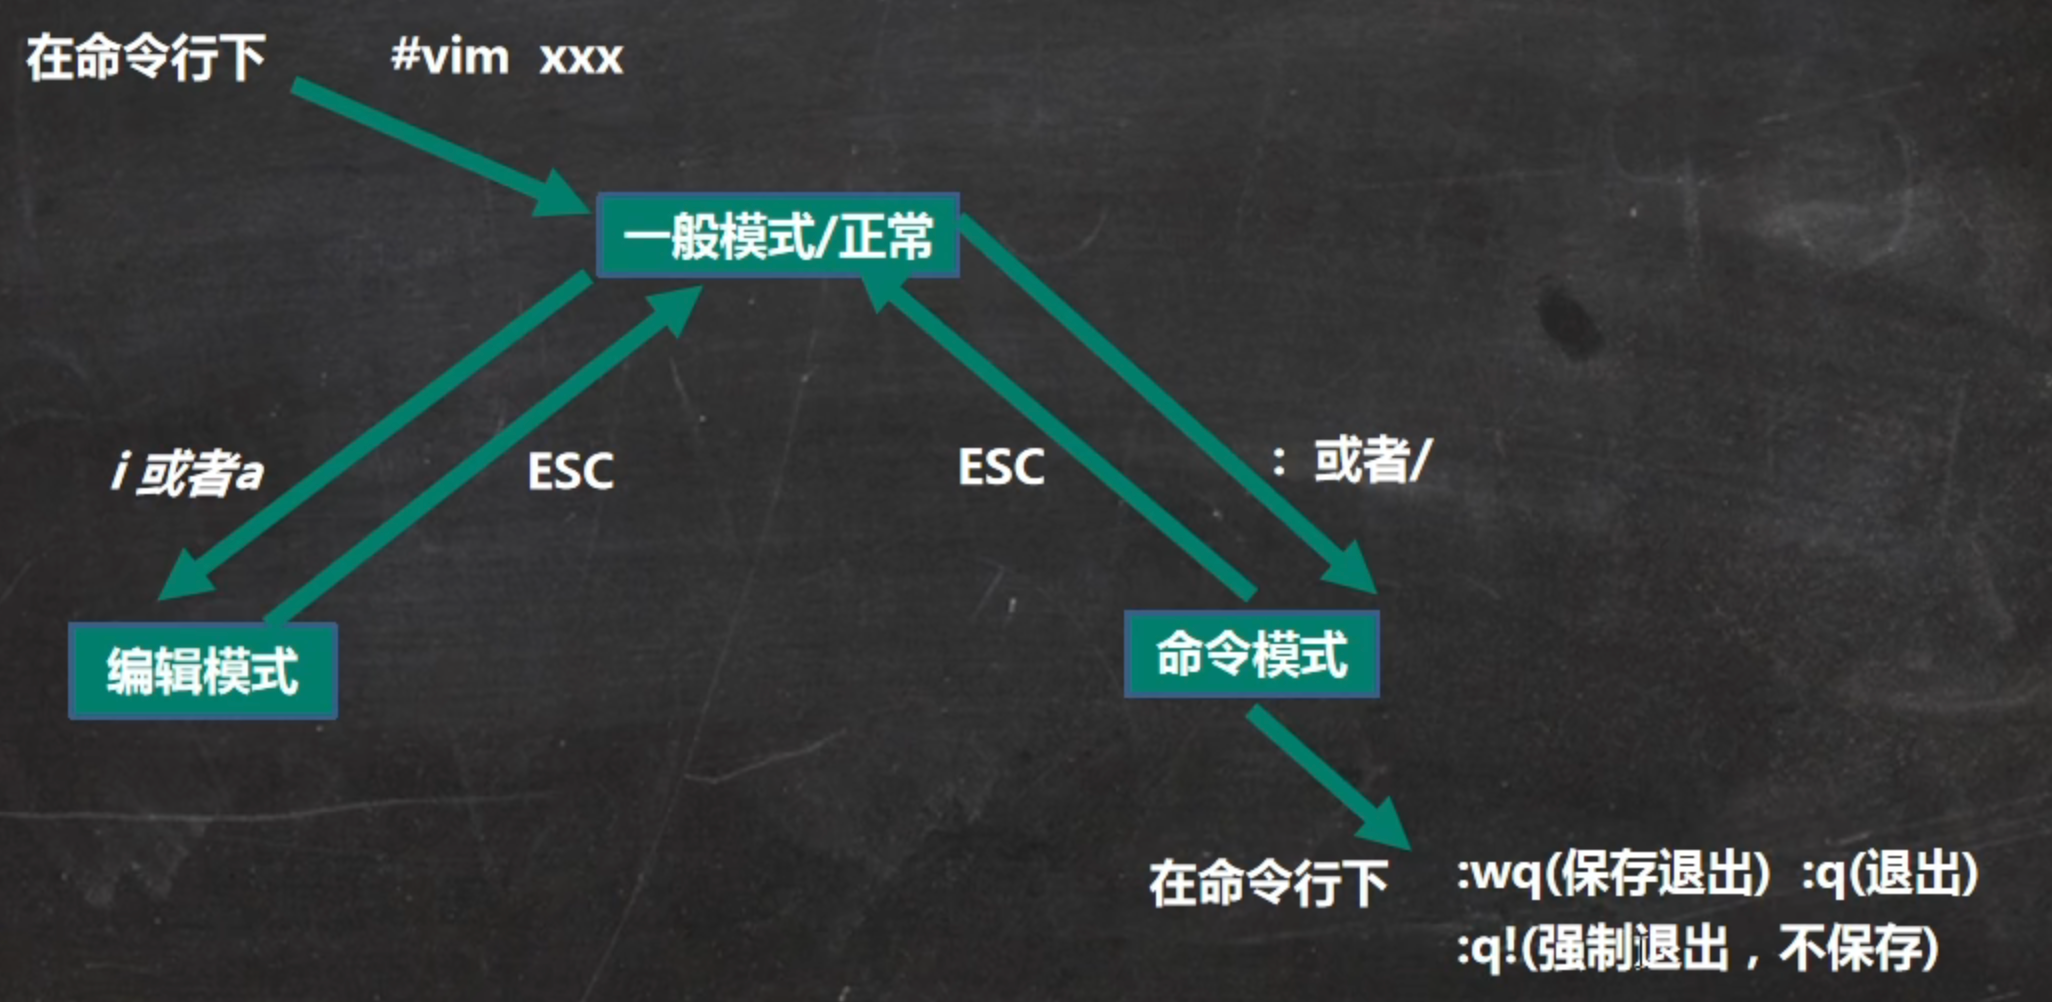 在命令行下 #vim xxx
一般模式/正常
i 或者a
ESC
ESC
: 或者/
编辑模式
命令模式
在命令行下
:wq(保存退出) :q(退出)
:q!(强制退出，不保存)